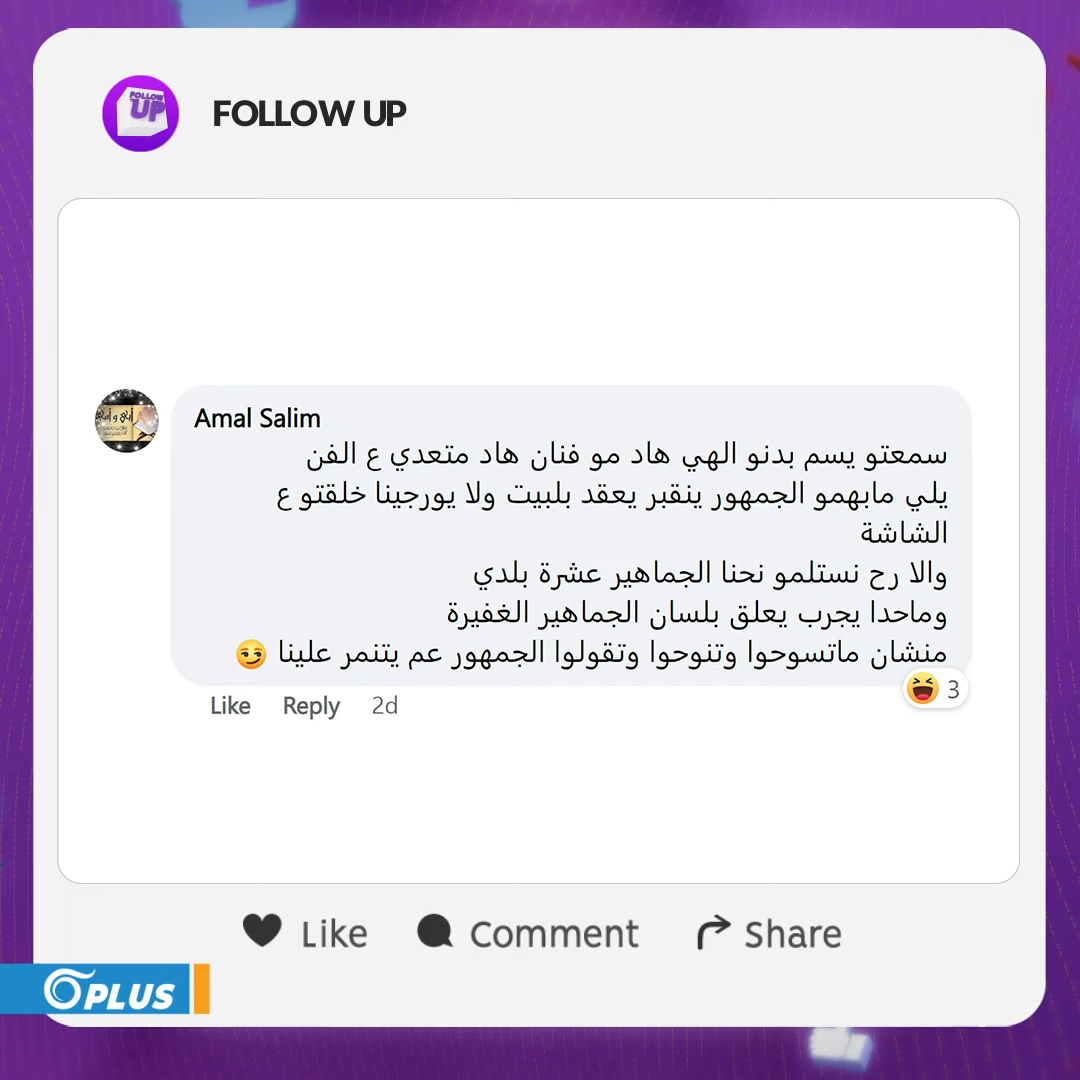 FOLLOW UP
FOLLOW UP
Amal Salim
سمعتو يسم بدنو الهي هاد مو فنان هاد متعدي ع الفن
يلي مابهمو الجمهور ينقبر يعقد بلبيت ولا يورجينا خلقتو ع
الشاشة
والا رح نستلمو نحنا الجماهير عشرة بلدي
وماحدا يجرب يعلق بلسان الجماهير الغفيرة
منشان ماتسوحوا وتنوحوا وتقولوا الجمهور عم يتنمر علينا 😏
Like Reply 2d
😆 3
Like Comment Share
PLUS